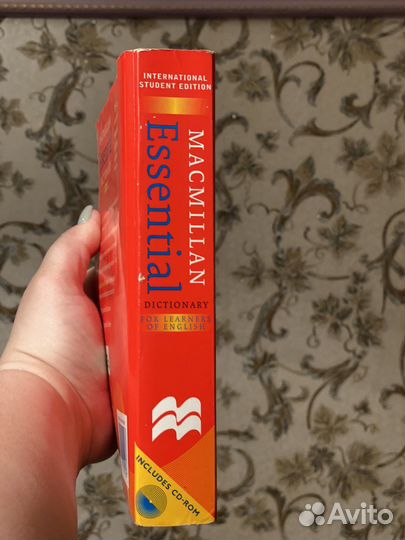 INTERNATIONAL
STUDENT EDITION
MACMILLAN
Essential
DICTIONARY
FOR LEARNERS
OF ENGLISH
INCLUDES CD-ROM
Avito